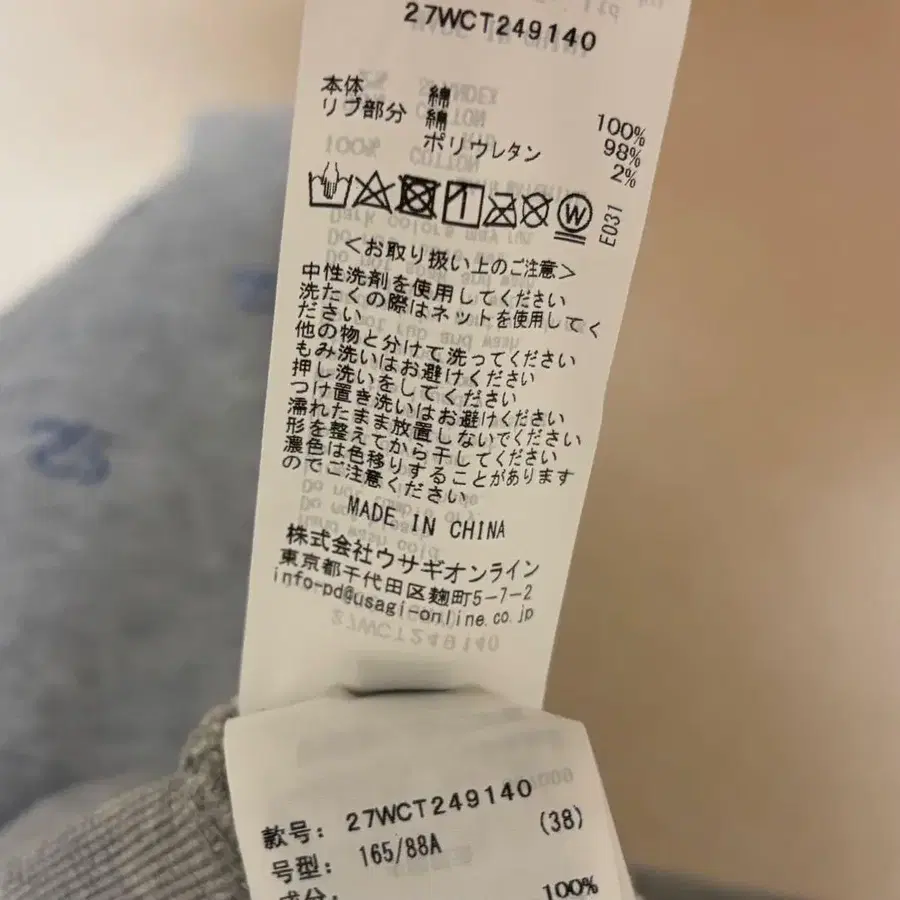 27WCT249140
本体 綿 100%
リブ部分 綿 98%
ポリウレタン 2%
W E031
<お取り扱い上のご注意>
中性洗剤を使用してください
洗たくの際はネットを使用してく
ださい
他の物と分けて洗ってください
もみ洗いはお避けください
押し洗いをしてください
つけ置き洗いはお避けください
濡れたまま放置しないでください
形を整えてから干してください
濃色は色移りすることがあります
のでご注意ください
MADE IN CHINA
株式会社ウサギオンライン
東京都千代田区麹町5-7-2
info-pd@usagi-online.co.jp
款号: 27WCT249140
号型: 165/88A (38)
成分: 100%